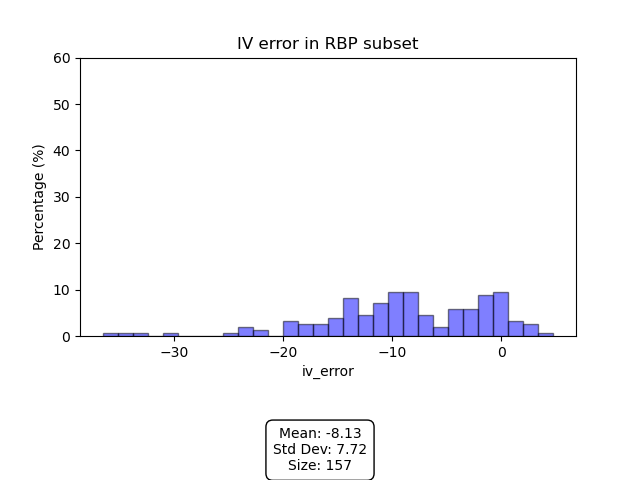 IV error in RBP subset
60
50
40
30
20
10
0
Percentage (%)
−30
−20
−10
0
iv_error
Mean: -8.13
Std Dev: 7.72
Size: 157